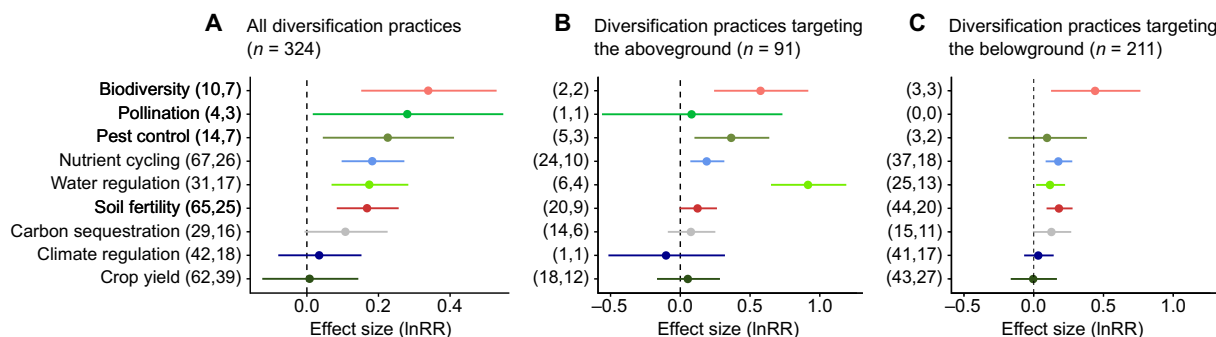 A All diversification practices
(n = 324)
Biodiversity (10,7)
Pollination (4,3)
Pest control (14,7)
Nutrient cycling (67,26)
Water regulation (31,17)
Soil fertility (65,25)
Carbon sequestration (29,16)
Climate regulation (42,18)
Crop yield (62,39)
0.0 0.2 0.4
Effect size (lnRR)
B Diversification practices targeting
the aboveground (n = 91)
(2,2)
(1,1)
(5,3)
(24,10)
(6,4)
(20,9)
(14,6)
(1,1)
(18,12)
–0.5 0.0 0.5 1.0
Effect size (lnRR)
C Diversification practices targeting
the belowground (n = 211)
(3,3)
(0,0)
(3,2)
(37,18)
(25,13)
(44,20)
(15,11)
(41,17)
(43,27)
–0.5 0.0 0.5 1.0
Effect size (lnRR)